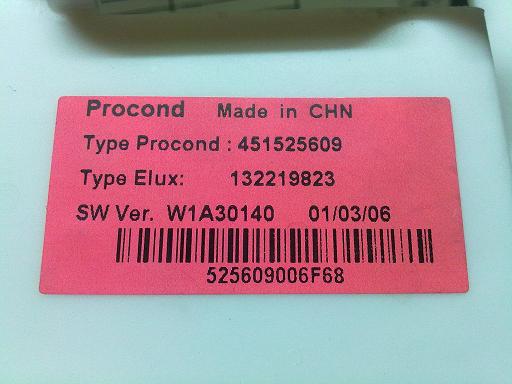 Procond Made in CHN
Type Procond : 451525609
Type Elux: 132219823
SW Ver. W1A30140 01/03/06
525609006F68